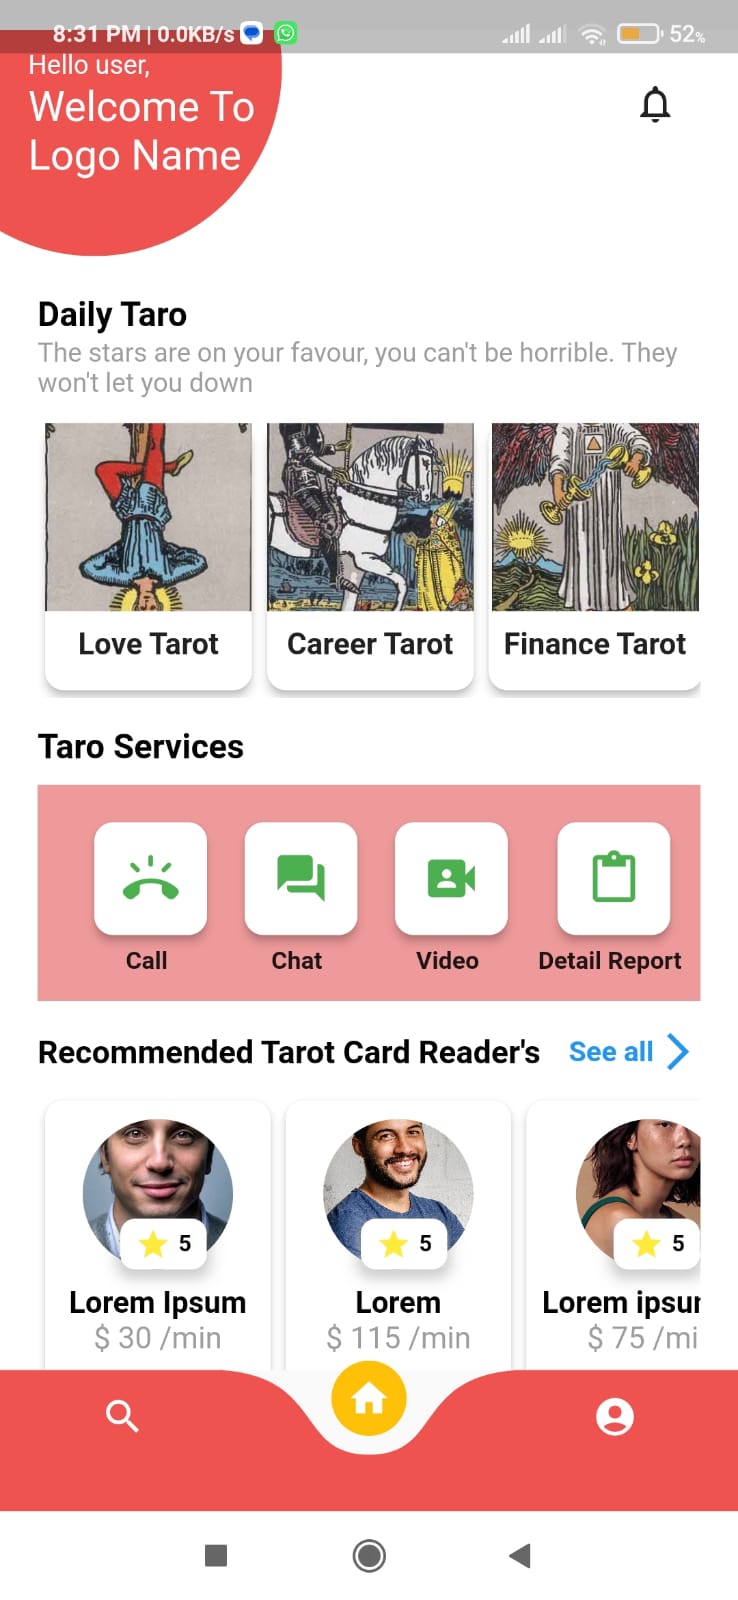 8:31 PM | 0.0KB/s 52%
Hello user,
Welcome To
Logo Name
Daily Taro
The stars are on your favour, you can't be horrible. They
won't let you down
Love Tarot Career Tarot Finance Tarot
Taro Services
Call Chat Video Detail Report
Recommended Tarot Card Reader's See all
5 5 5
Lorem Ipsum Lorem Lorem ipsur
$ 30 /min $ 115 /min $ 75 /mi